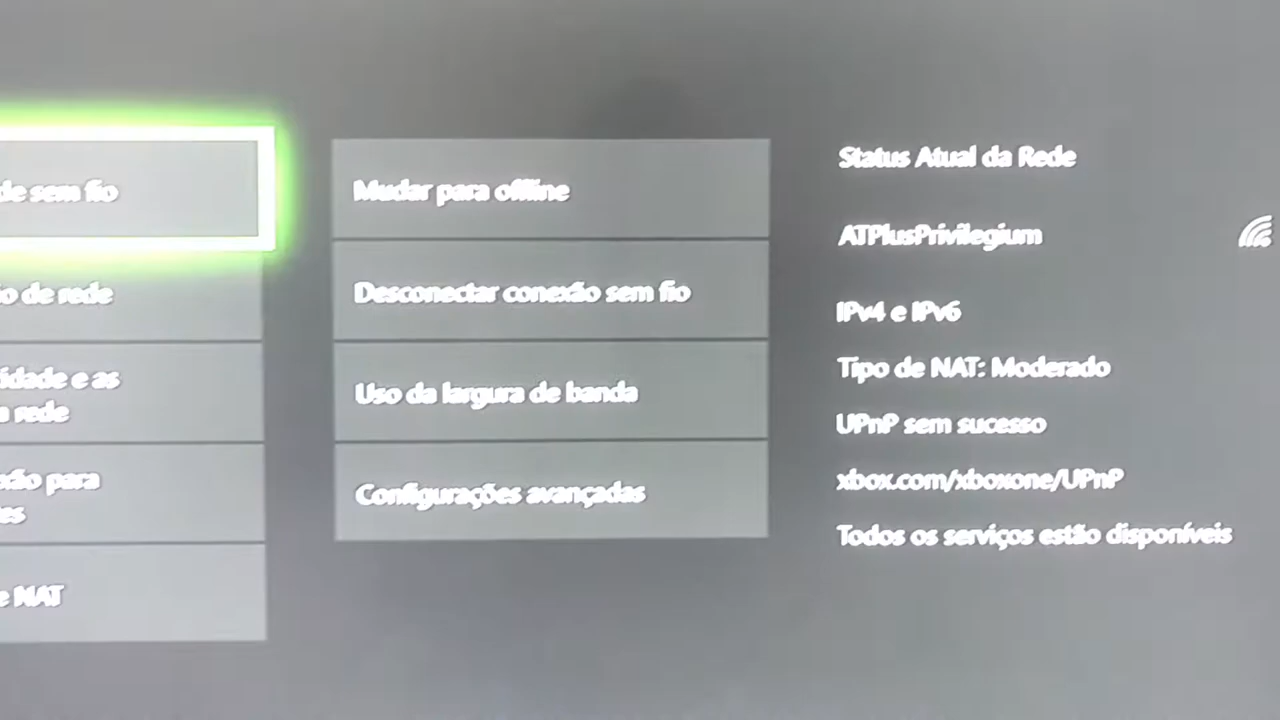 de sem fio
o de rede
idade e as
rede
xão para
es
e NAT
Mudar para offline
Desconectar conexão sem fio
Uso da largura de banda
Configurações avançadas
Status Atual da Rede
ATPlusPrivilegium
IPv4 e IPv6
Tipo de NAT: Moderado
UPnP sem sucesso
xbox.com/xboxone/UPnP
Todos os serviços estão disponíveis